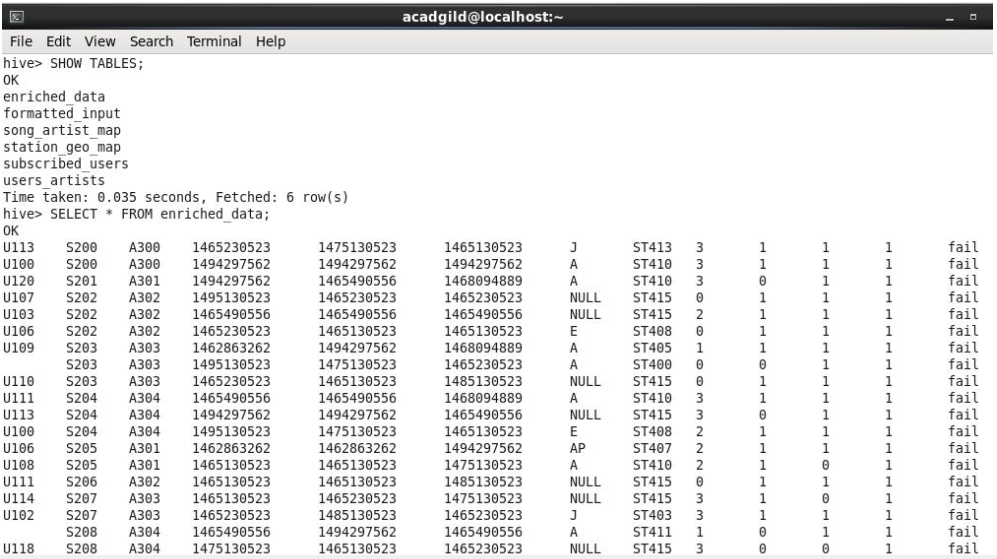 acadgild@localhost:~
File Edit View Search Terminal Help
hive> SHOW TABLES;
OK
enriched_data
formatted_input
song_artist_map
station_geo_map
subscribed_users
users_artists
Time taken: 0.035 seconds, Fetched: 6 row(s)
hive> SELECT * FROM enriched_data;
OK
U113 S200 A300 1465230523 1475130523 1465130523 J ST413 3 1 1 1 fail
U100 S200 A300 1494297562 1494297562 1494297562 A ST410 3 1 1 1 fail
U120 S201 A301 1494297562 1465490556 1468094889 A ST410 3 0 1 1 fail
U107 S202 A302 1495130523 1465230523 1465230523 NULL ST415 0 1 1 1 fail
U103 S202 A302 1465490556 1465490556 1465490556 NULL ST415 2 1 1 1 fail
U106 S202 A302 1465230523 1465130523 1465130523 E ST408 0 1 1 1 fail
U109 S203 A303 1462863262 1494297562 1468094889 A ST405 1 1 1 1 fail
S203 A303 1495130523 1475130523 1465230523 A ST400 0 0 1 1 fail
U110 S203 A303 1465230523 1465130523 1485130523 NULL ST415 0 1 1 1 fail
U111 S204 A304 1465490556 1465490556 1468094889 A ST410 3 1 1 1 fail
U113 S204 A304 1494297562 1494297562 1465490556 NULL ST415 3 0 1 1 fail
U100 S204 A304 1495130523 1475130523 1465130523 E ST408 2 1 1 1 fail
U106 S205 A301 1462863262 1462863262 1494297562 AP ST407 2 1 1 1 fail
U108 S205 A301 1465130523 1465130523 1475130523 A ST410 2 1 0 1 fail
U111 S206 A302 1465130523 1465130523 1485130523 NULL ST415 0 1 1 1 fail
U114 S207 A303 1465130523 1465230523 1475130523 NULL ST415 3 1 0 1 fail
U102 S207 A303 1465230523 1485130523 1465230523 J ST403 3 1 1 1 fail
S208 A304 1465490556 1494297562 1465490556 A ST411 1 0 1 1 fail
U118 S208 A304 1475130523 1465130523 1465230523 NULL ST415 3 0 0 1 fail